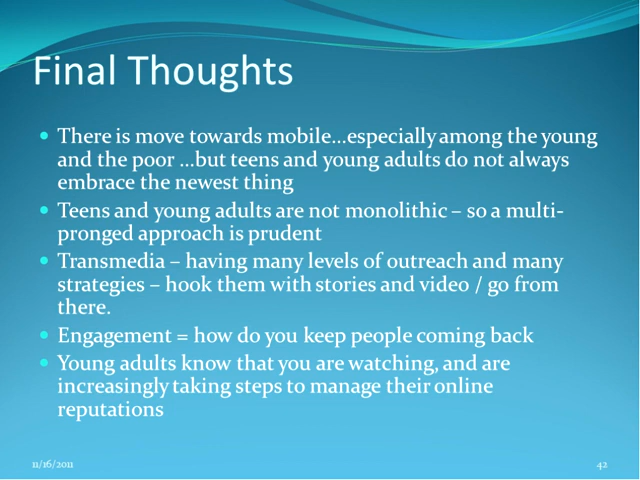 Final Thoughts
• There is move towards mobile...especially among the young
and the poor ...but teens and young adults do not always
embrace the newest thing
• Teens and young adults are not monolithic – so a multi-
pronged approach is prudent
• Transmedia – having many levels of outreach and many
strategies – hook them with stories and video / go from
there.
• Engagement = how do you keep people coming back
• Young adults know that you are watching, and are
increasingly taking steps to manage their online
reputations
11/16/2011
42